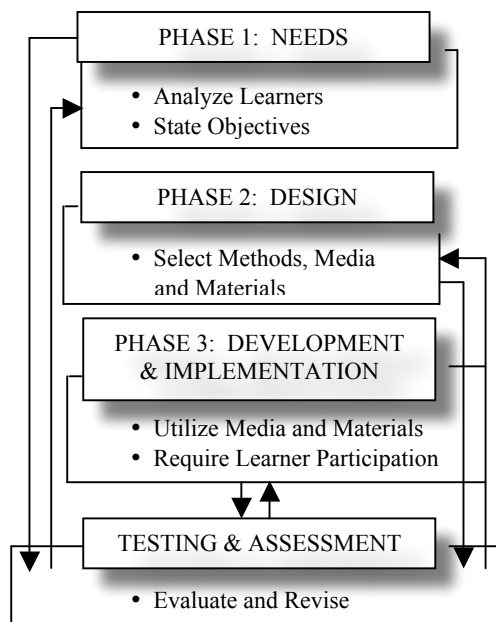 PHASE 1: NEEDS
• Analyze Learners
• State Objectives
PHASE 2: DESIGN
• Select Methods, Media
and Materials
PHASE 3: DEVELOPMENT
& IMPLEMENTATION
• Utilize Media and Materials
• Require Learner Participation
TESTING & ASSESSMENT
• Evaluate and Revise